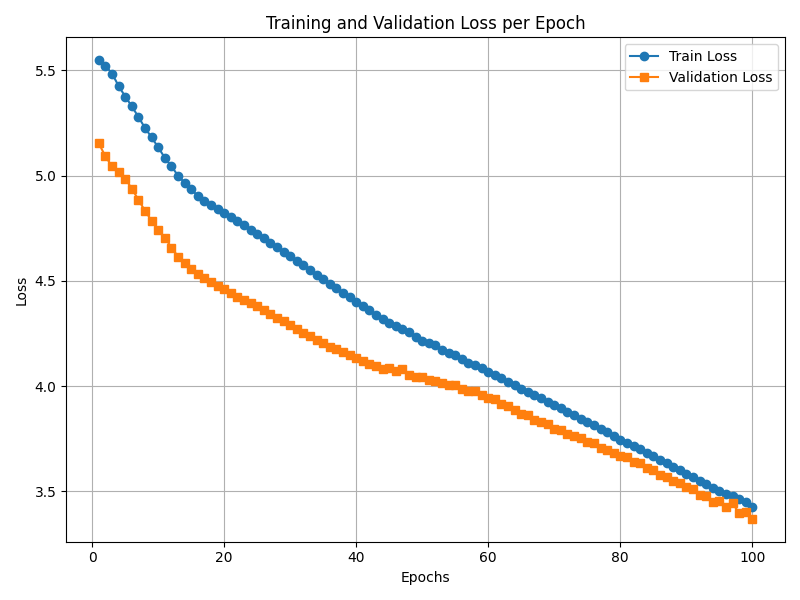 Training and Validation Loss per Epoch
Train Loss
Validation Loss
5.5
5.0
4.5
4.0
3.5
Loss
0 20 40 60 80 100
Epochs